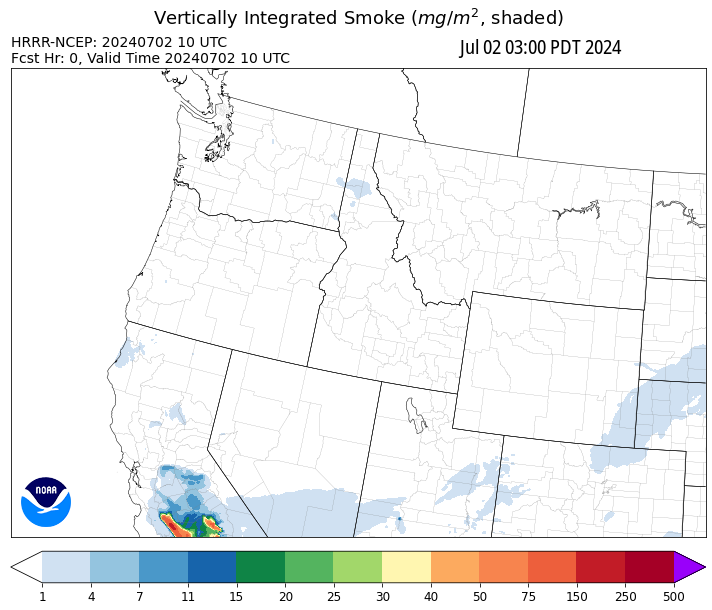 Vertically Integrated Smoke (mg/m², shaded)
HRRR-NCEP: 20240702 10 UTC
Fcst Hr: 0, Valid Time 20240702 10 UTC
Jul 02 03:00 PDT 2024
NOAA
1 4 7 11 15 20 25 30 40 50 75 150 250 500